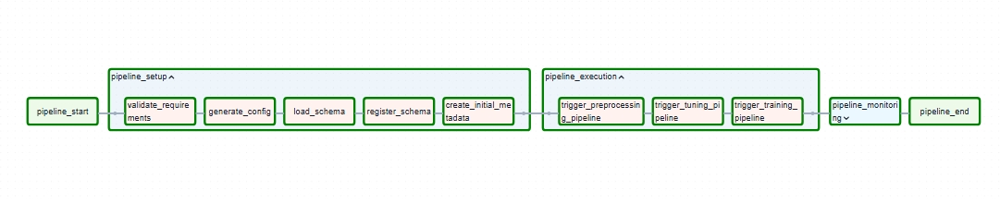 pipeline_setup
pipeline_execution
pipeline_start
validate_require
ments
generate_config
load_schema
register_schema
create_initial_me
tadata
trigger_preprocessin
g_pipeline
trigger_tuning_pi
peline
trigger_training_
pipeline
pipeline_monitori
ng
pipeline_end